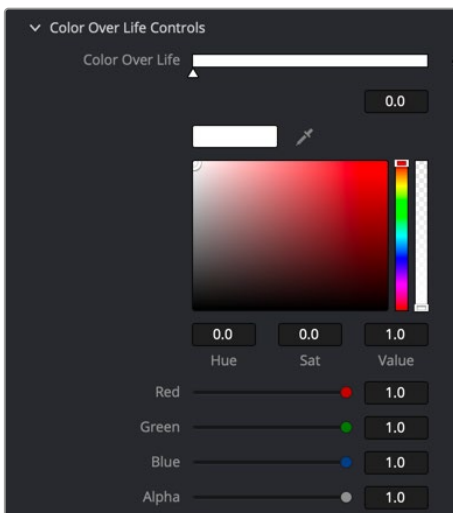 Color Over Life Controls
Color Over Life
0.0
0.0 0.0 1.0
Hue Sat Value
Red 1.0
Green 1.0
Blue 1.0
Alpha 1.0